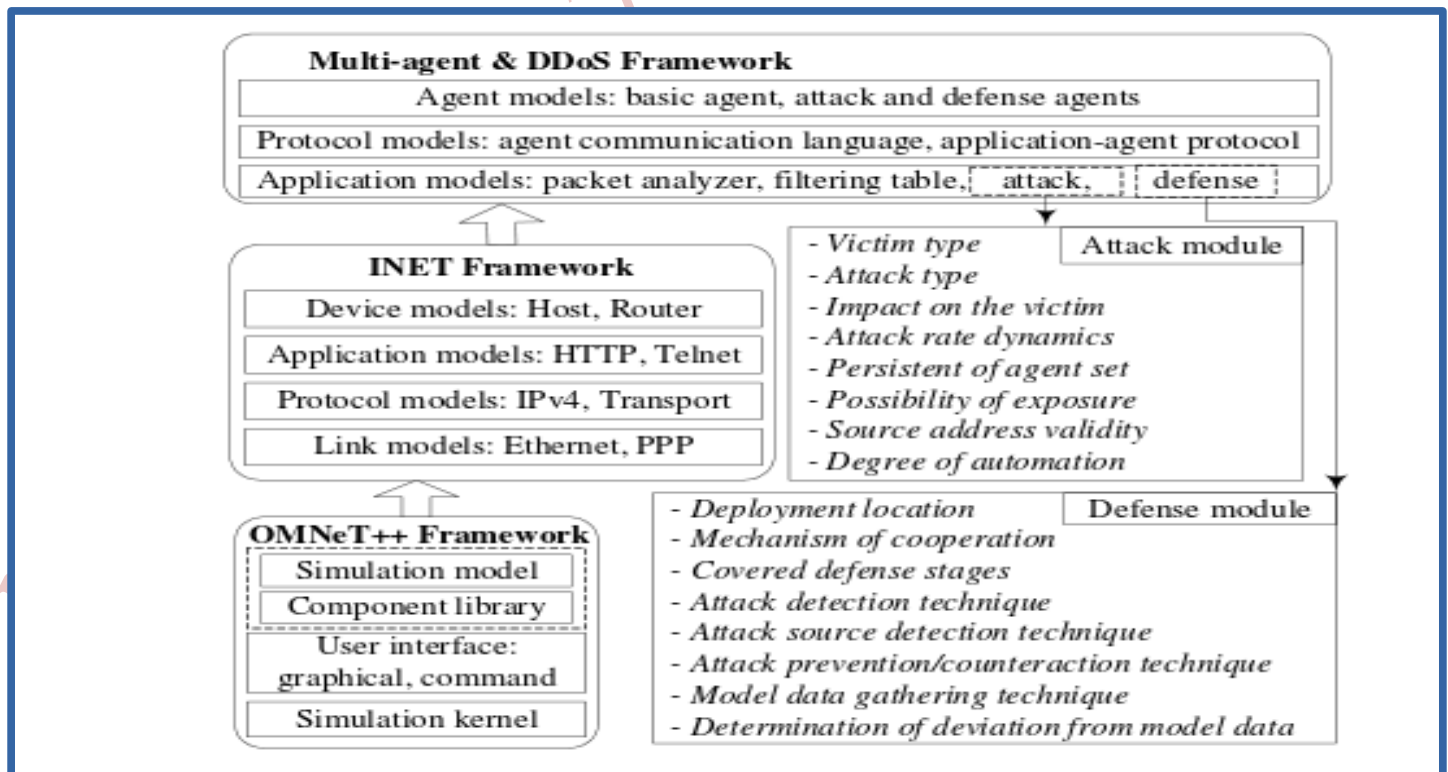 Multi-agent & DDoS Framework
Agent models: basic agent, attack and defense agents
Protocol models: agent communication language, application-agent protocol
Application models: packet analyzer, filtering table, attack, defense
INET Framework
Device models: Host, Router
Application models: HTTP, Telnet
Protocol models: IPv4, Transport
Link models: Ethernet, PPP
Attack module
- Victim type
- Attack type
- Impact on the victim
- Attack rate dynamics
- Persistent of agent set
- Possibility of exposure
- Source address validity
- Degree of automation
OMNeT++ Framework
Simulation model
Component library
User interface:
graphical, command
Simulation kernel
Defense module
- Deployment location
- Mechanism of cooperation
- Covered defense stages
- Attack detection technique
- Attack source detection technique
- Attack prevention/counteraction technique
- Model data gathering technique
- Determination of deviation from model data